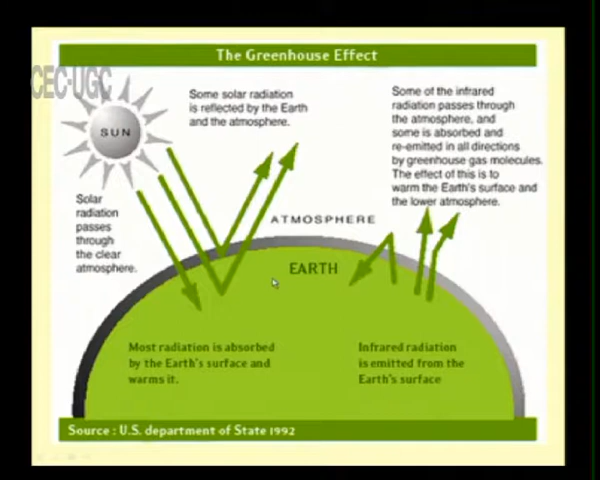 The Greenhouse Effect
CEC-UGC
SUN
Some solar radiation
is reflected by the Earth
and the atmosphere.
Some of the infrared
radiation passes through
the atmosphere, and
some is absorbed and
re-emitted in all directions
by greenhouse gas molecules.
The effect of this is to
warm the Earth's surface and
the lower atmosphere.
Solar
radiation
passes
through
the clear
atmosphere.
ATMOSPHERE
EARTH
Most radiation is absorbed
by the Earth's surface and
warms it.
Infrared radiation
is emitted from the
Earth's surface
Source : U.S. department of State 1992